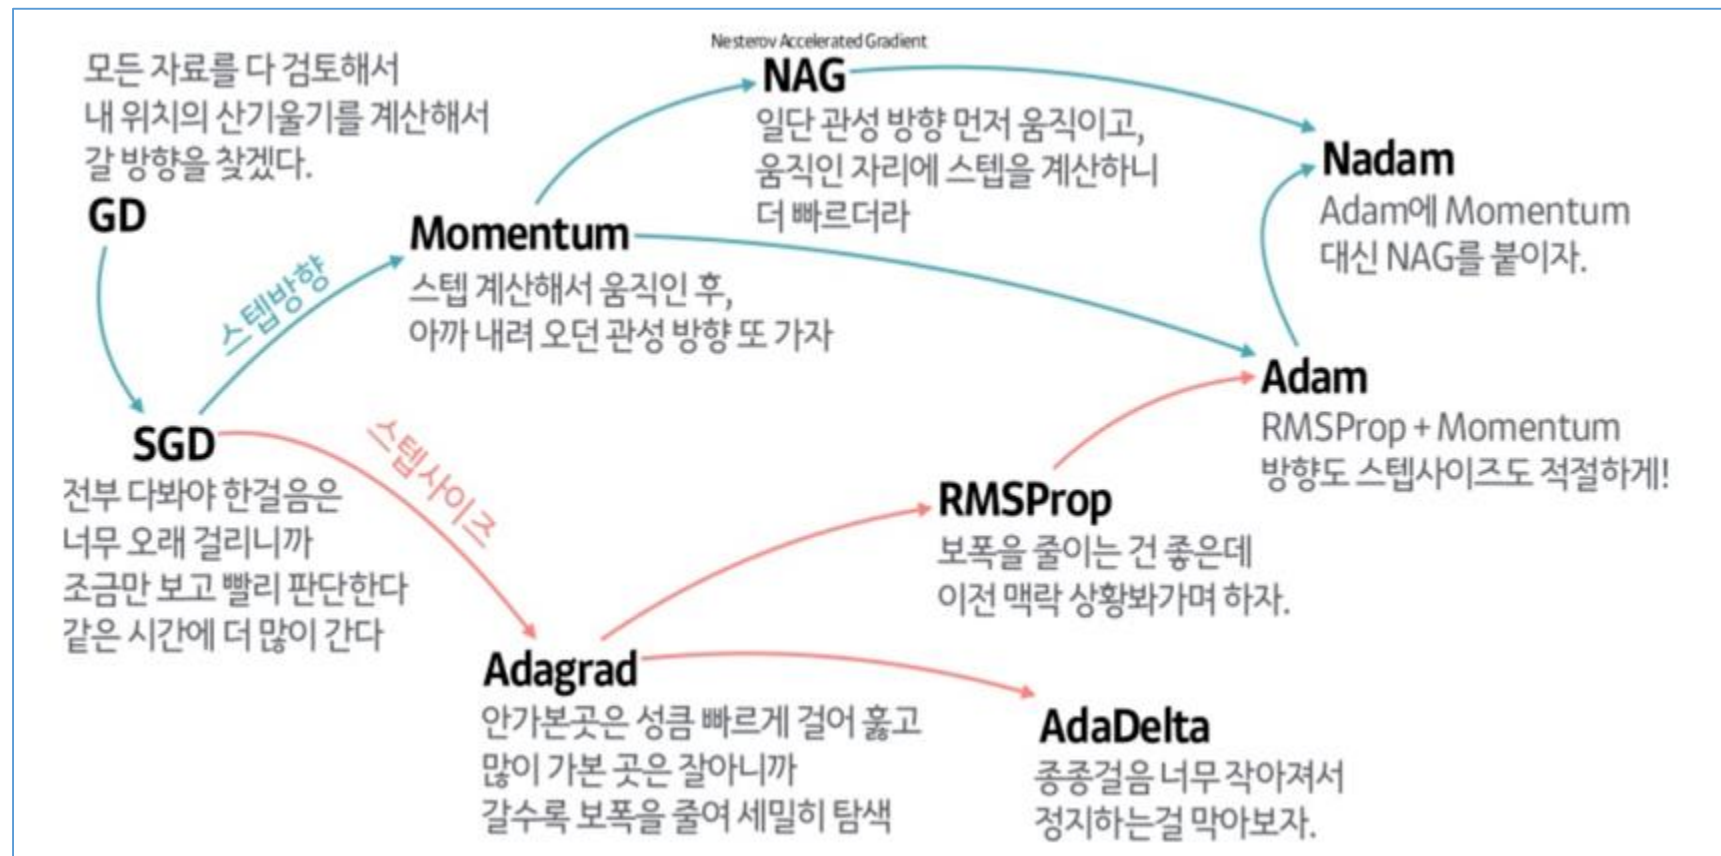 모든 자료를 다 검토해서
내 위치의 산기울기를 계산해서
갈 방향을 찾겠다.
GD
스텝방향
Momentum
스텝 계산해서 움직인 후,
아까 내려 오던 관성 방향 또 가자
Nesterov Accelerated Gradient
NAG
일단 관성 방향 먼저 움직이고,
움직인 자리에 스텝을 계산하니
더 빠르더라
Nadam
Adam에 Momentum
대신 NAG를 붙이자.
SGD
전부 다봐야 한걸음은
너무 오래 걸리니까
조금만 보고 빨리 판단한다
같은 시간에 더 많이 간다
스텝사이즈
Adagrad
안가본곳은 성큼 빠르게 걸어 훓고
많이 가본 곳은 잘아니까
갈수록 보폭을 줄여 세밀히 탐색
RMSProp
보폭을 줄이는 건 좋은데
이전 맥락 상황봐가며 하자.
Adam
RMSProp + Momentum
방향도 스텝사이즈도 적절하게!
AdaDelta
종종걸음 너무 작아져서
정지하는걸 막아보자.